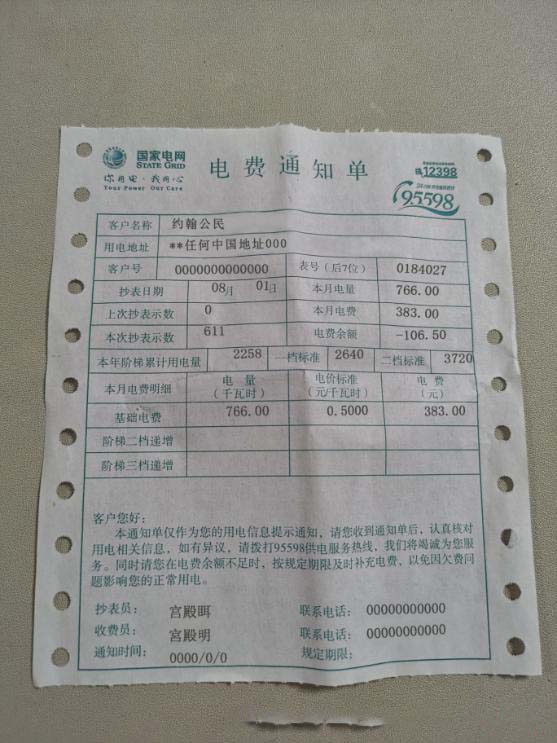 国家电网
STATE GRID
你用电·我用心
Your Power Our Care
电费通知单
12398
95598
客户名称 约翰公民
用电地址 **任何中国地址000
客户号 0000000000000 表号(后7位) 0184027
抄表日期 08月 01日 本月电量 766.00
上次抄表示数 0 本月电费 383.00
本次抄表示数 611 电费余额 -106.50
本年阶梯累计用电量 2258 一档标准 2640 二档标准 3720
本月电费明细 电量(千瓦时) 电价标准(元/千瓦时) 电费(元)
基础电费 766.00 0.5000 383.00
阶梯二档递增
阶梯三档递增
客户您好:
本通知单仅作为您的用电信息提示通知,请您收到通知单后,认真核对
用电相关信息,如有异议,请拨打95598供电服务热线,我们将竭诚为您服
务。同时请您在电费余额不足时,按规定期限及时补充电费,以免因欠费问
题影响您的正常用电。
抄表员: 宫殿眀 联系电话: 00000000000
收费员: 宫殿明 联系电话: 00000000000
通知时间: 0000/0/0 规定期限: